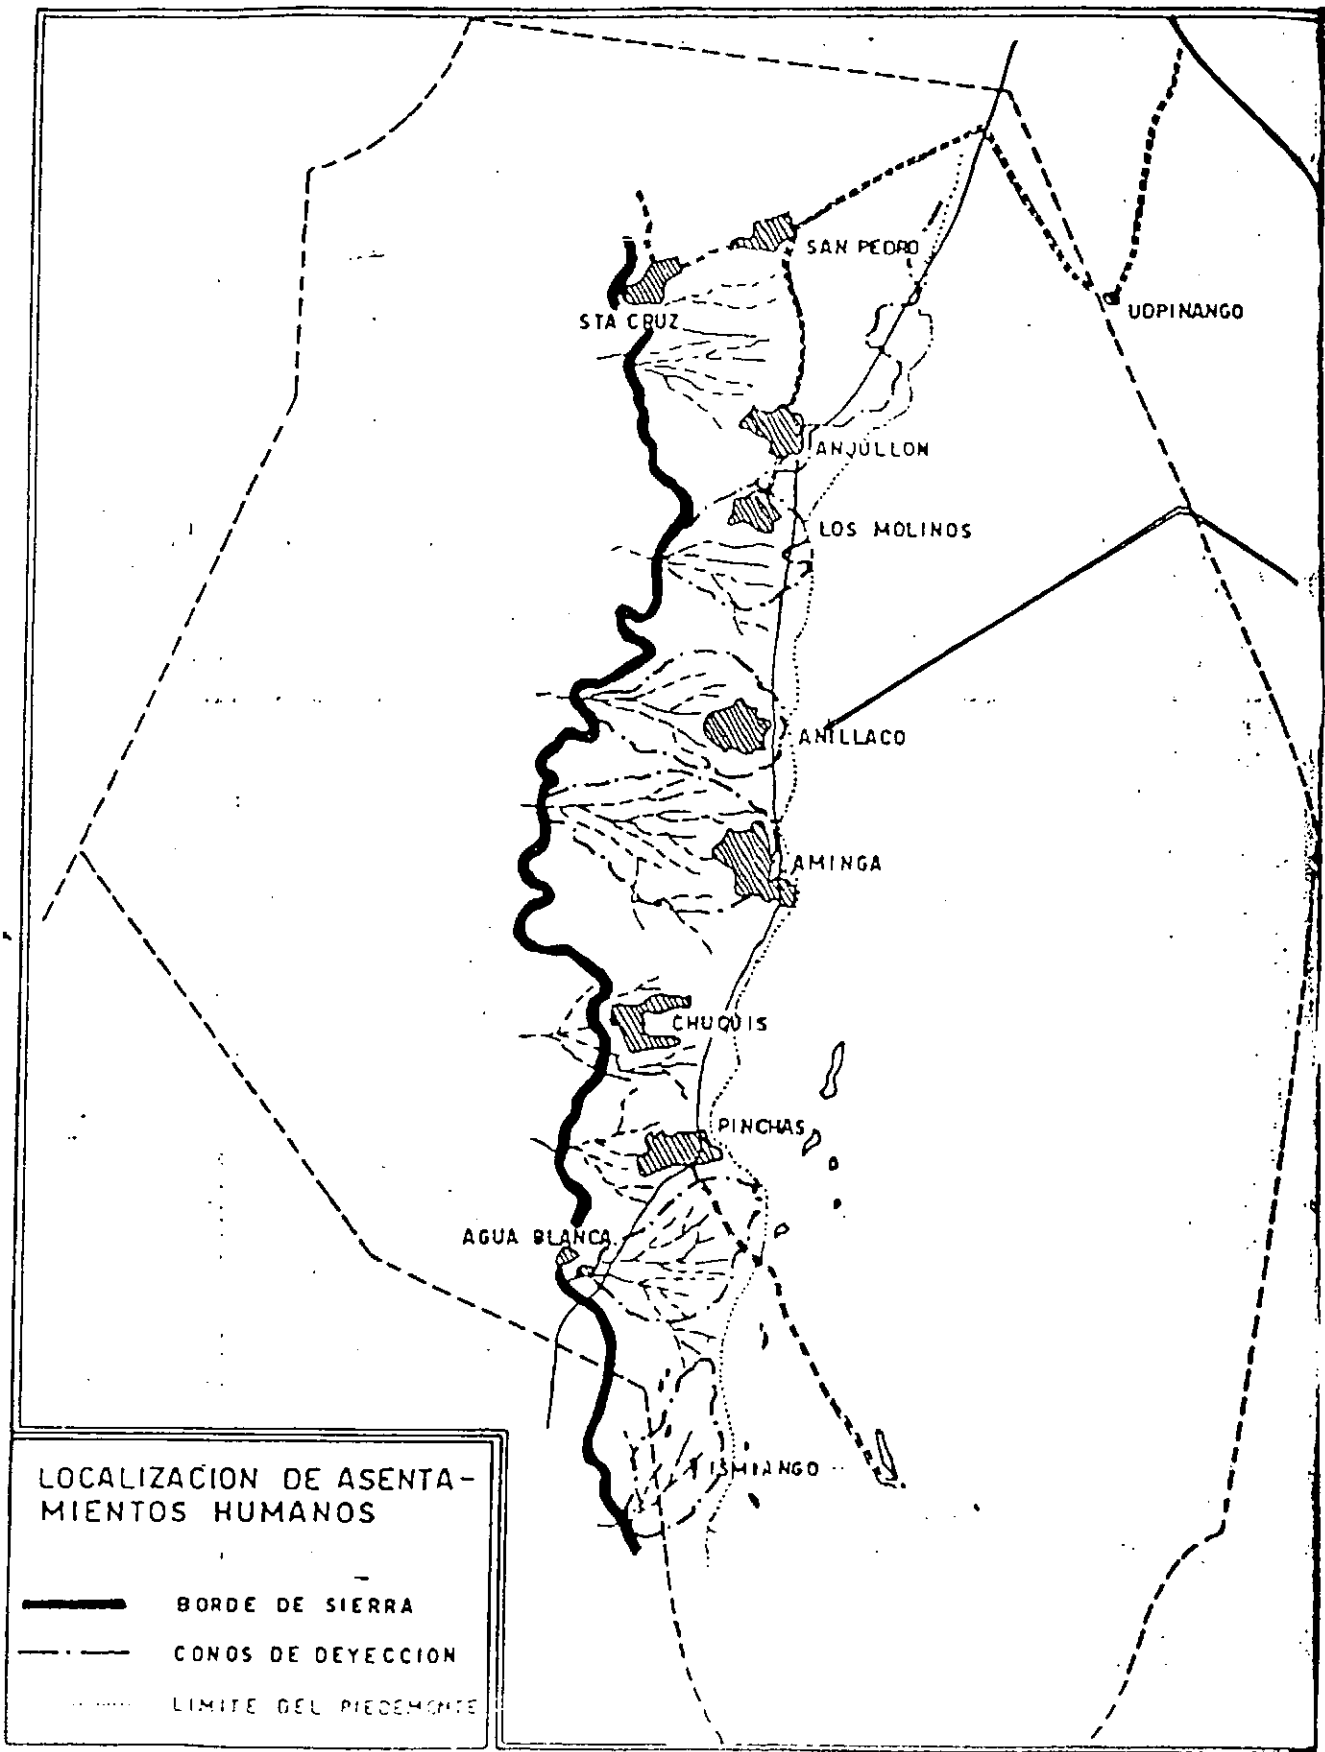 SAN PEDRO
UDPINANGO
STA CRUZ
ANJULLON
LOS MOLINOS
ANILLACO
AMINGA
CHUQUIS
PINCHAS
AGUA BLANCA
ISMIANGO
LOCALIZACION DE ASENTA-
MIENTOS HUMANOS
BORDE DE SIERRA
CONOS DE DEYECCION
LIMITE DEL PIEDEMONTE